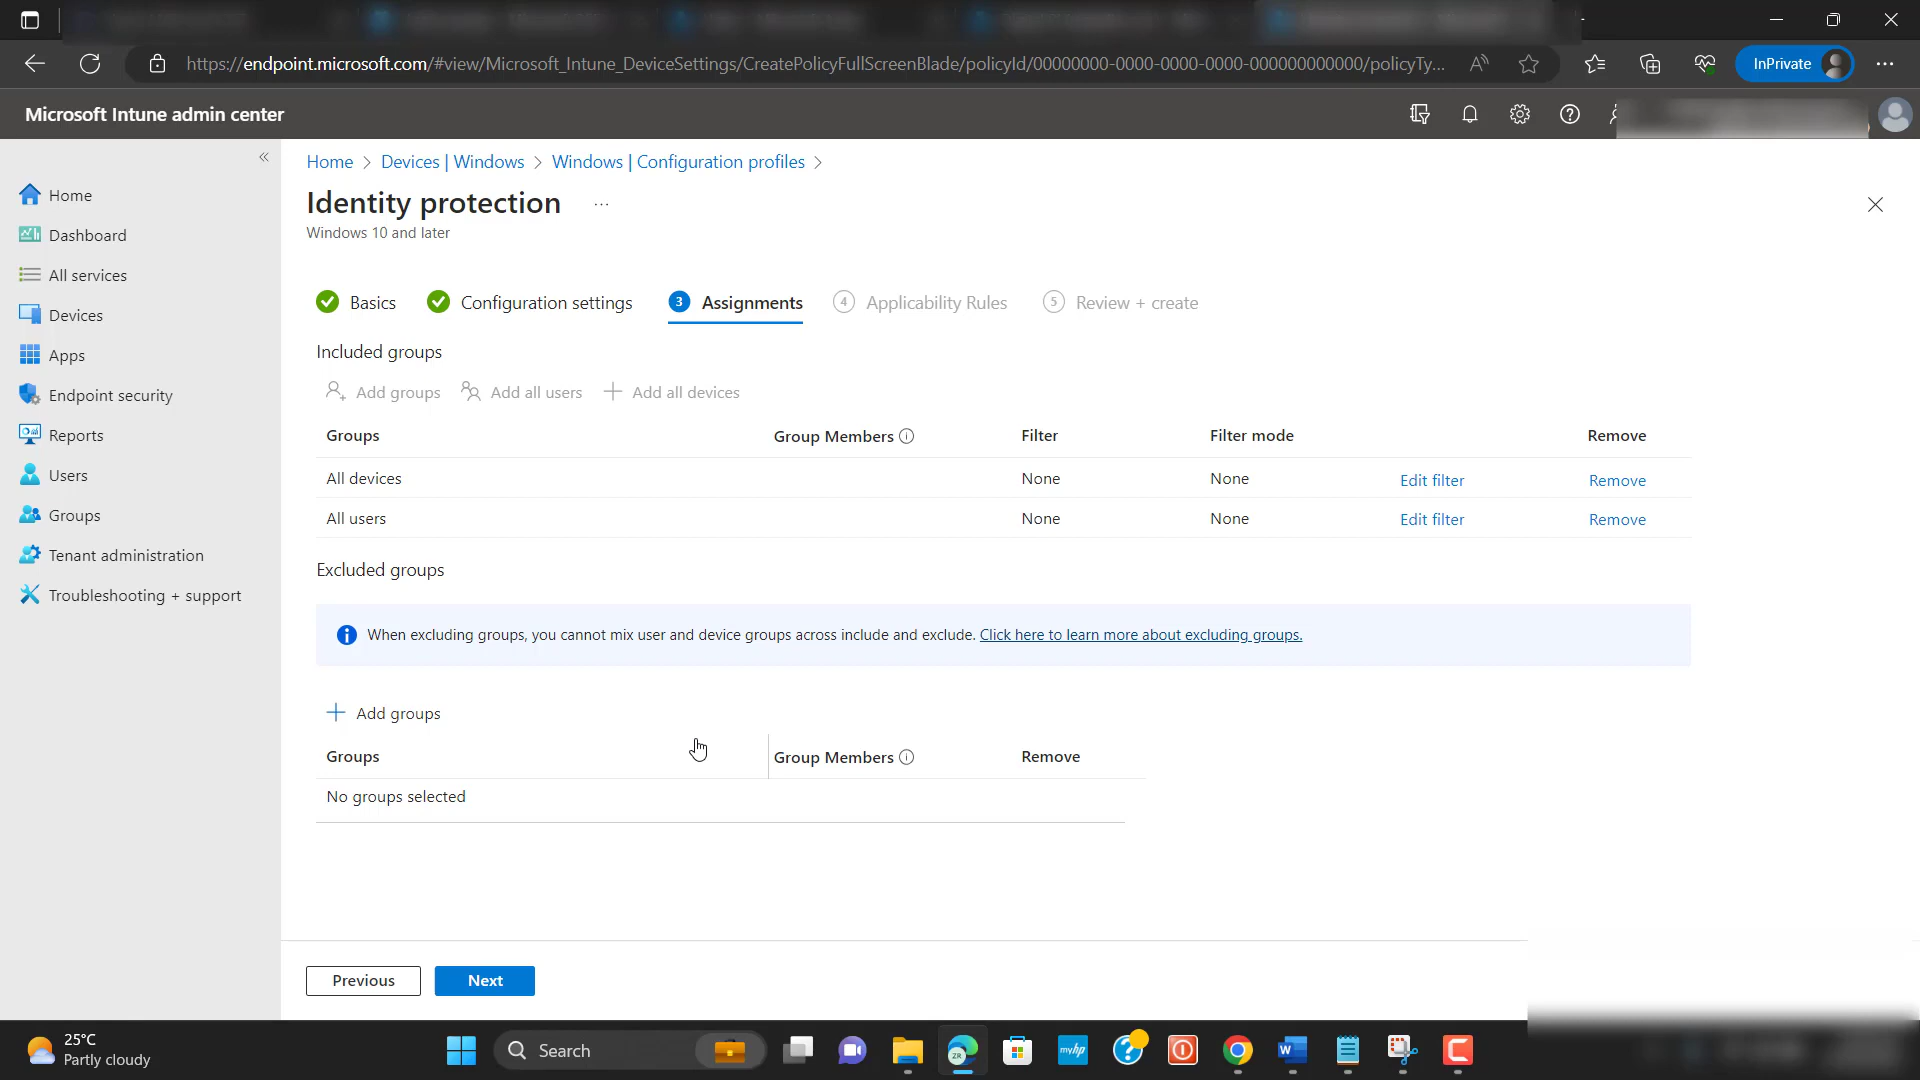 https://endpoint.microsoft.com/#view/Microsoft_Intune_DeviceSettings/CreatePolicyFullScreenBlade/policyId/00000000-0000-0000-0000-000000000000/policyTy...
InPrivate
Microsoft Intune admin center
Home > Devices | Windows > Windows | Configuration profiles >
Identity protection ...
Windows 10 and later
Home
Dashboard
All services
Devices
Apps
Endpoint security
Reports
Users
Groups
Tenant administration
Troubleshooting + support
Basics
Configuration settings
3 Assignments
4 Applicability Rules
5 Review + create
Included groups
Add groups Add all users + Add all devices
Groups Group Members Filter Filter mode Remove
All devices None None Edit filter Remove
All users None None Edit filter Remove
Excluded groups
When excluding groups, you cannot mix user and device groups across include and exclude. Click here to learn more about excluding groups.
+ Add groups
Groups Group Members Remove
No groups selected
Previous Next
25°C
Partly cloudy
Search
ZR
myhp